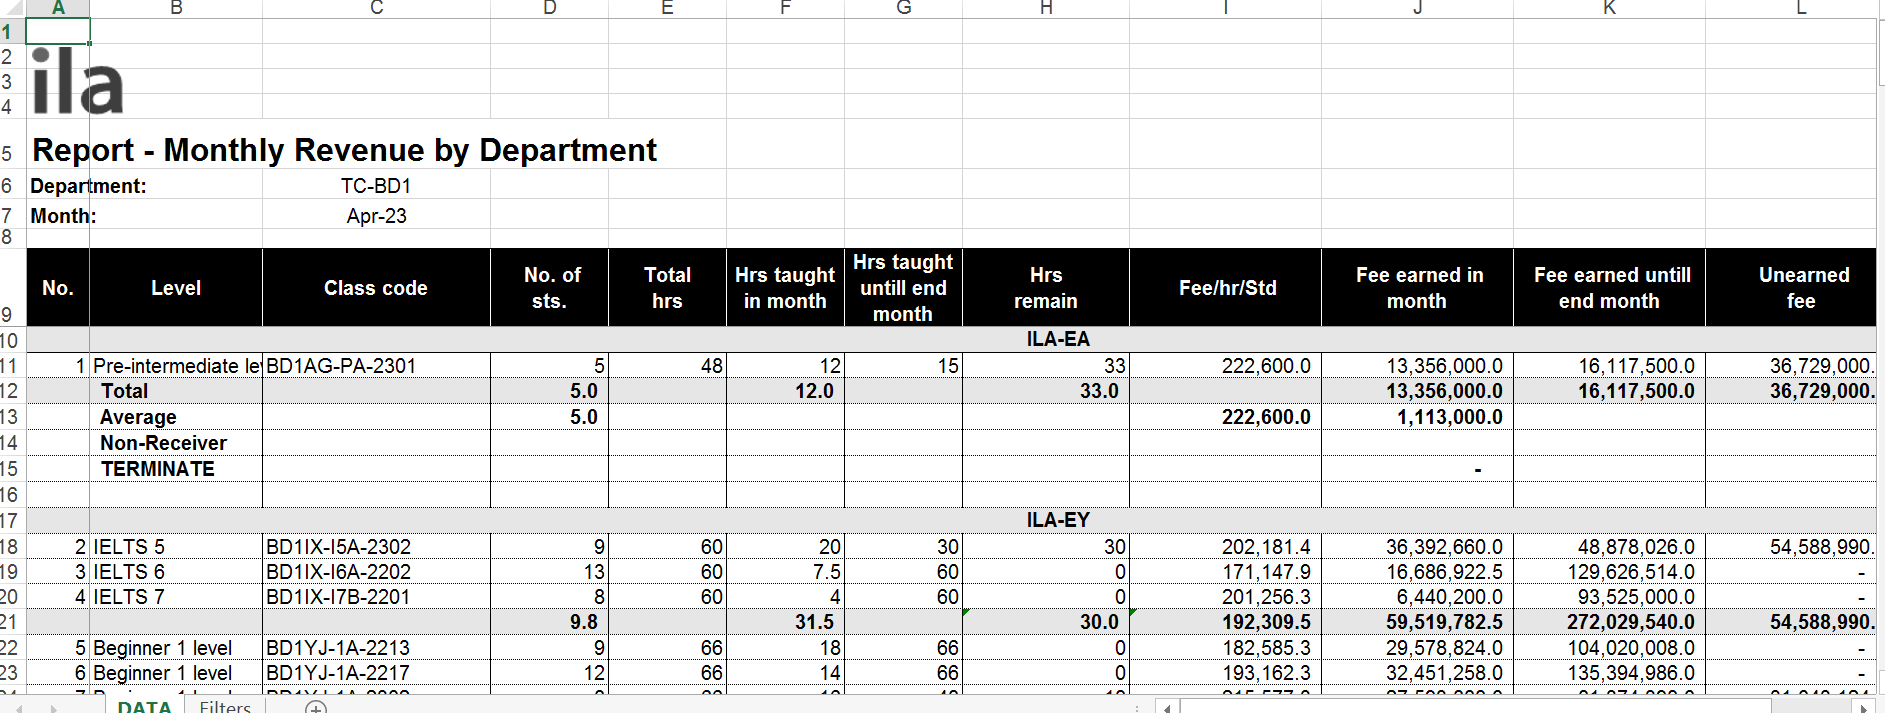 A B C D E F G H I J K L
1
2
3
4
ila
5 Report - Monthly Revenue by Department
6 Department: TC-BD1
7 Month: Apr-23
8
9 No. Level Class code No. of sts. Total hrs Hrs taught in month Hrs taught untill end month Hrs remain Fee/hr/Std Fee earned in month Fee earned untill end month Unearned fee
10 ILA-EA
11 1 Pre-intermediate le BD1AG-PA-2301 5 48 12 15 33 222,600.0 13,356,000.0 16,117,500.0 36,729,000.
12 Total 5.0 12.0 33.0 13,356,000.0 16,117,500.0 36,729,000.
13 Average 5.0 222,600.0 1,113,000.0
14 Non-Receiver
15 TERMINATE -
16
17 ILA-EY
18 2 IELTS 5 BD1IX-I5A-2302 9 60 20 30 30 202,181.4 36,392,660.0 48,878,026.0 54,588,990.
19 3 IELTS 6 BD1IX-I6A-2202 13 60 7.5 60 0 171,147.9 16,686,922.5 129,626,514.0 -
20 4 IELTS 7 BD1IX-I7B-2201 8 60 4 60 0 201,256.3 6,440,200.0 93,525,000.0 -
21 9.8 31.5 30.0 192,309.5 59,519,782.5 272,029,540.0 54,588,990.
22 5 Beginner 1 level BD1YJ-1A-2213 9 66 18 66 0 182,585.3 29,578,824.0 104,020,008.0 -
23 6 Beginner 1 level BD1YJ-1A-2217 12 66 14 66 0 193,162.3 32,451,258.0 135,394,986.0 -
DATA Filters